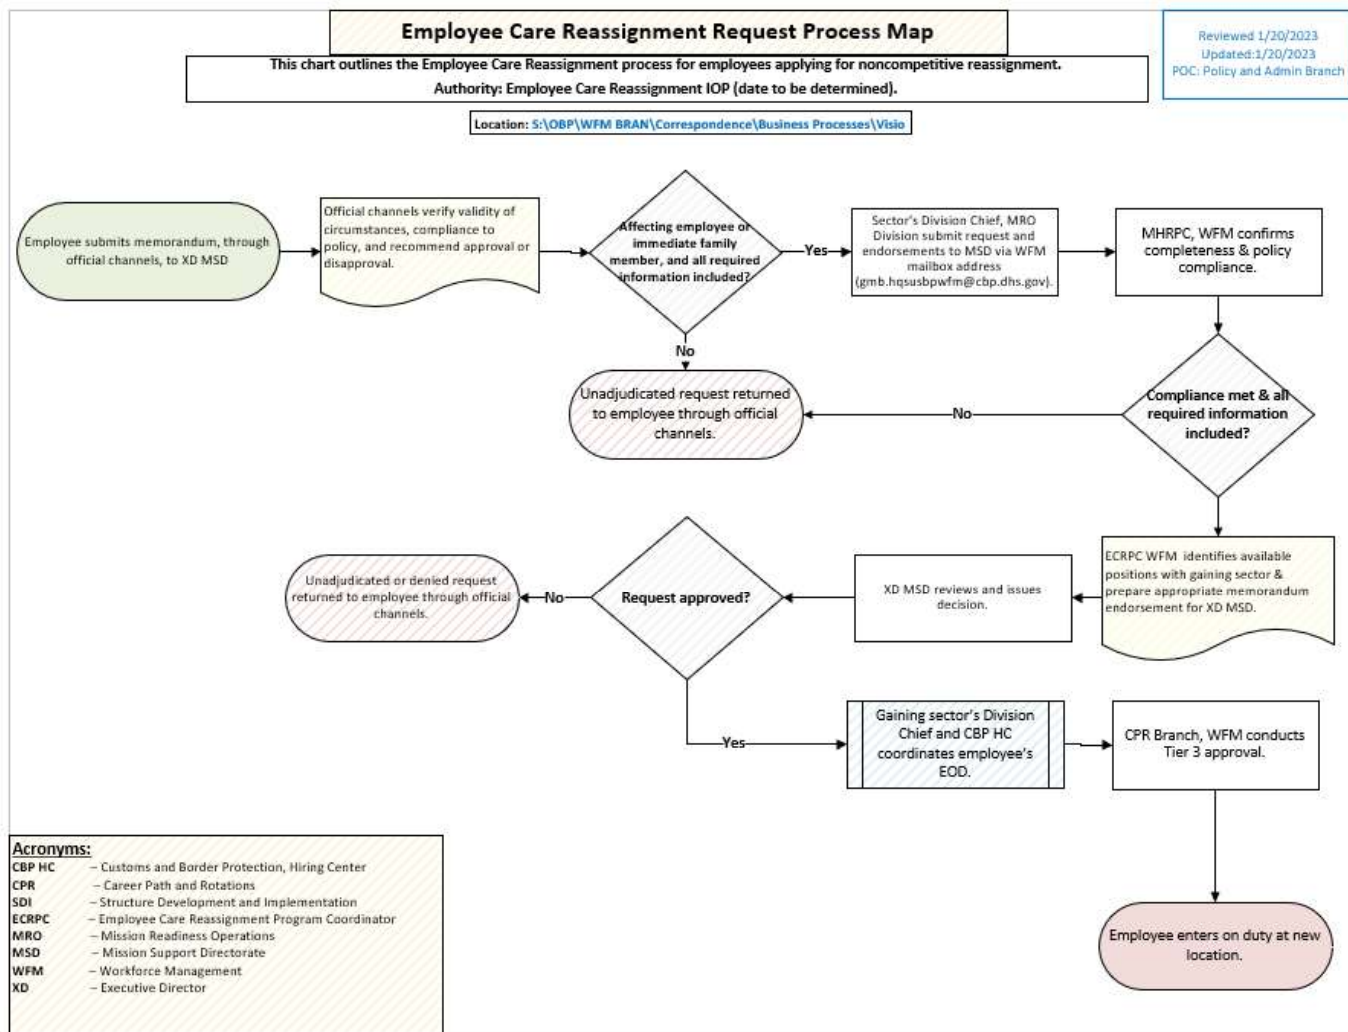 Employee Care Reassignment Request Process Map
This chart outlines the Employee Care Reassignment process for employees applying for noncompetitive reassignment.
Authority: Employee Care Reassignment IOP (date to be determined).
Reviewed 1/20/2023
Updated:1/20/2023
POC: Policy and Admin Branch
Location: S:\OBP\WFM BRAN\Correspondence\Business Processes\Visio
Employee submits memorandum, through
official channels, to XD MSD
Official channels verify validity of
circumstances, compliance to
policy, and recommend approval or
disapproval.
Affecting employee or
immediate family
member, and all required
information included?
Yes
Sector's Division Chief, MRO
Division submit request and
endorsements to MSD via WFM
mailbox address
(gmb.hqsusbpwfm@cbp.dhs.gov).
MHRPC, WFM confirms
completeness & policy
compliance.
No
Unadjudicated request returned
to employee through official
channels.
No
Compliance met & all
required information
included?
ECRPC WFM identifies available
positions with gaining sector &
prepare appropriate memorandum
endorsement for XD MSD.
XD MSD reviews and issues
decision.
Request approved?
No
Unadjudicated or denied request
returned to employee through official
channels.
Yes
Gaining sector's Division
Chief and CBP HC
coordinates employee's
EOD.
CPR Branch, WFM conducts
Tier 3 approval.
Employee enters on duty at new
location.
Acronyms:
CBP HC – Customs and Border Protection, Hiring Center
CPR – Career Path and Rotations
SDI – Structure Development and Implementation
ECRPC – Employee Care Reassignment Program Coordinator
MRO – Mission Readiness Operations
MSD – Mission Support Directorate
WFM – Workforce Management
XD – Executive Director